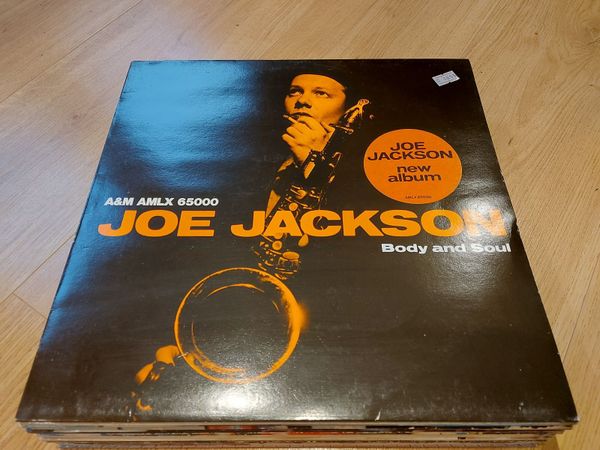 JOE
JACKSON
new
album
A&M AMLX 65000
JOE JACKSON
Body and Soul